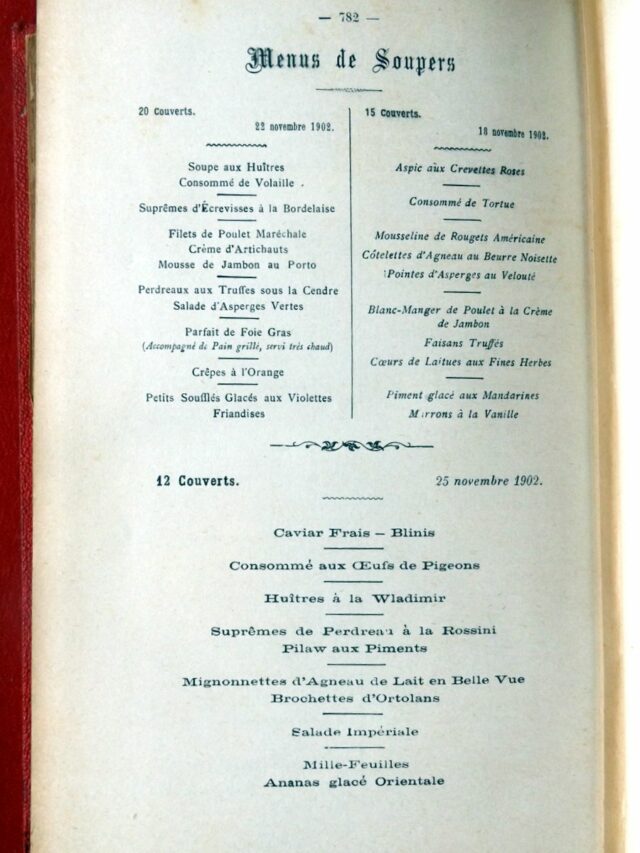 — 782 —
Menus de Soupers
20 Couverts.
22 novembre 1902.
Soupe aux Huîtres
Consommé de Volaille
Suprêmes d'Écrevisses à la Bordelaise
Filets de Poulet Maréchale
Crème d'Artichauts
Mousse de Jambon au Porto
Perdreaux aux Truffes sous la Cendre
Salade d'Asperges Vertes
Parfait de Foie Gras
(Accompagné de Pain grillé, servi très chaud)
Crêpes à l'Orange
Petits Soufflés Glacés aux Violettes
Friandises
15 Couverts.
18 novembre 1902.
Aspic aux Crevettes Roses
Consommé de Tortue
Mousseline de Rougets Américaine
Côtelettes d'Agneau au Beurre Noisette
Pointes d'Asperges au Velouté
Blanc-Manger de Poulet à la Crème
de Jambon
Faisans Truffés
Cœurs de Laitues aux Fines Herbes
Piment glacé aux Mandarines
Marrons à la Vanille
12 Couverts.
25 novembre 1902.
Caviar Frais – Blinis
Consommé aux Œufs de Pigeons
Huîtres à la Wladimir
Suprêmes de Perdreau à la Rossini
Pilaw aux Piments
Mignonnettes d'Agneau de Lait en Belle Vue
Brochettes d'Ortolans
Salade Impériale
Mille-Feuilles
Ananas glacé Orientale